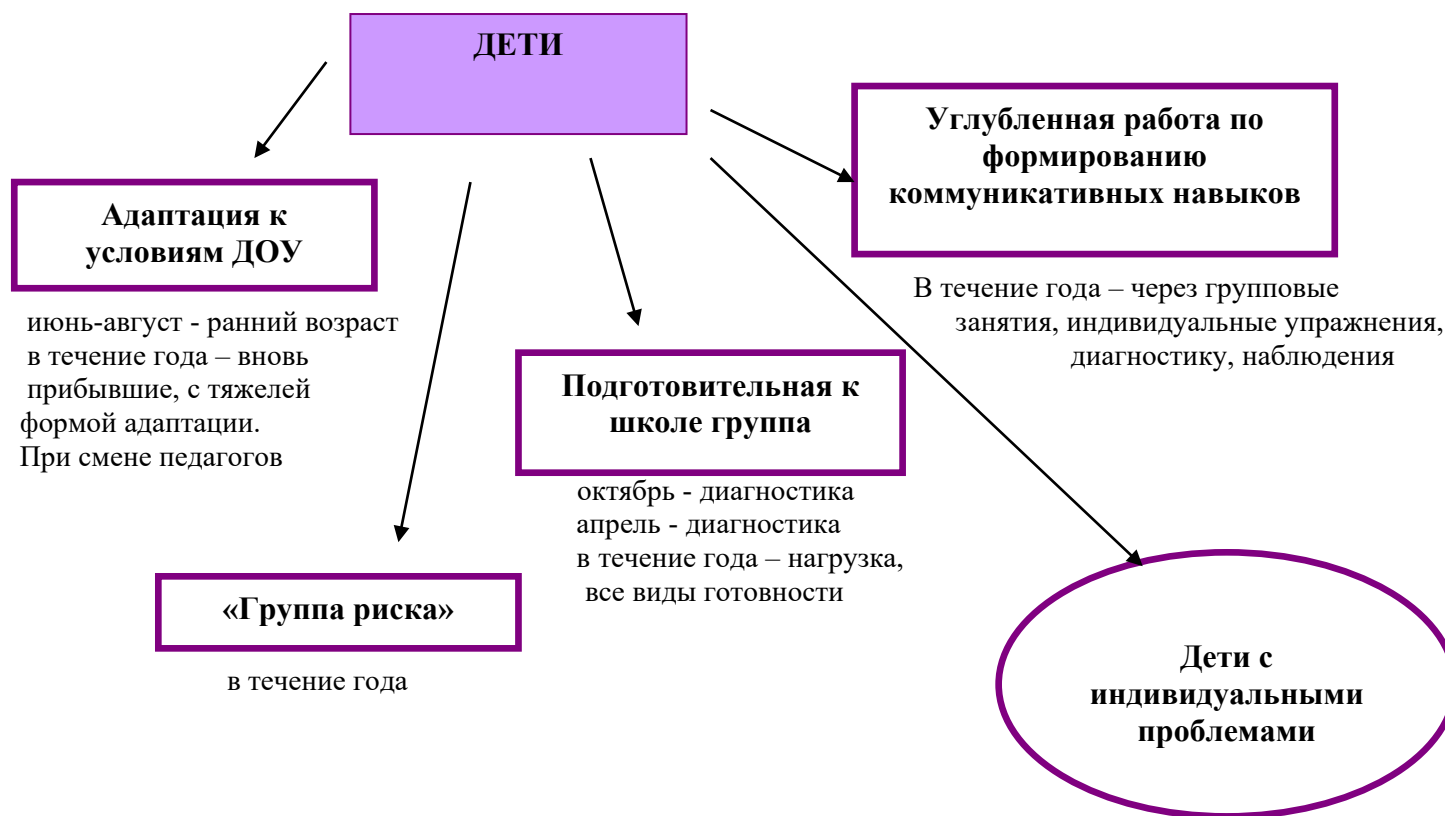 ДЕТИ
Адаптация к
условиям ДОУ
июнь-август - ранний возраст
в течение года – вновь
прибывшие, с тяжелей
формой адаптации.
При смене педагогов
«Группа риска»
в течение года
Подготовительная к
школе группа
октябрь - диагностика
апрель - диагностика
в течение года – нагрузка,
все виды готовности
Углубленная работа по
формированию
коммуникативных навыков
В течение года – через групповые
занятия, индивидуальные упражнения,
диагностику, наблюдения
Дети с
индивидуальными
проблемами